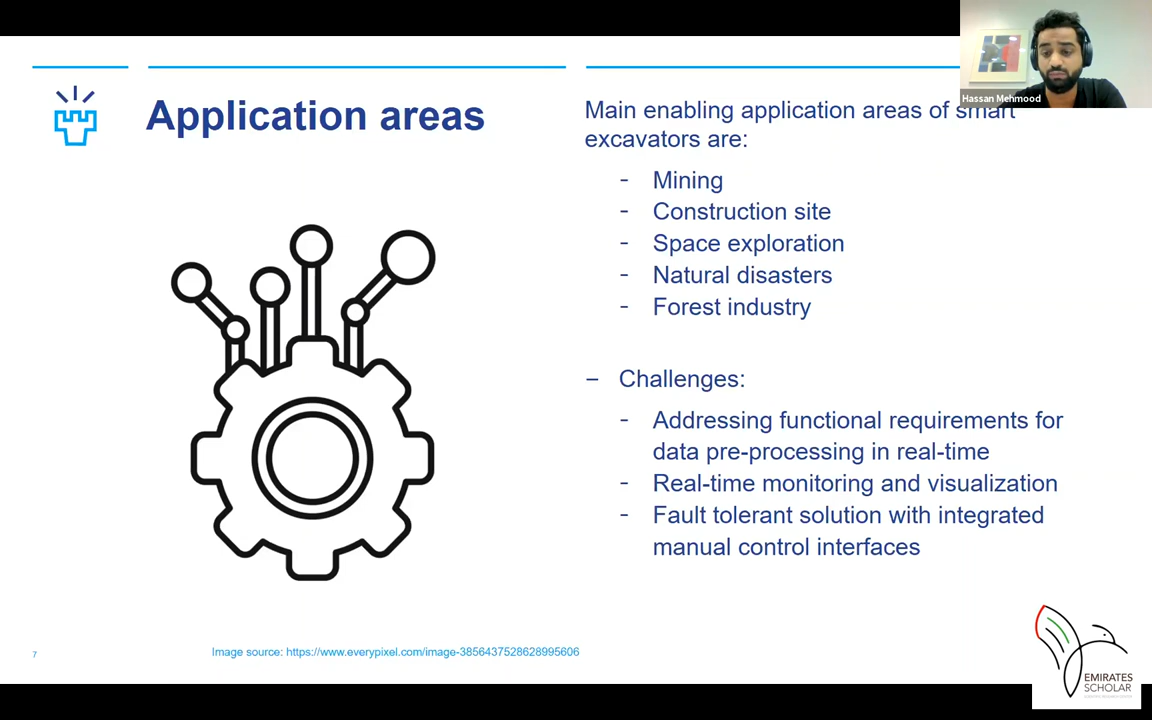 Hassan Mehmood
Application areas
Main enabling application areas of smart
excavators are:
- Mining
- Construction site
- Space exploration
- Natural disasters
- Forest industry
– Challenges:
- Addressing functional requirements for
data pre-processing in real-time
- Real-time monitoring and visualization
- Fault tolerant solution with integrated
manual control interfaces
7
Image source: https://www.everypixel.com/image-3856437528628995606
EMIRATES
SCHOLAR